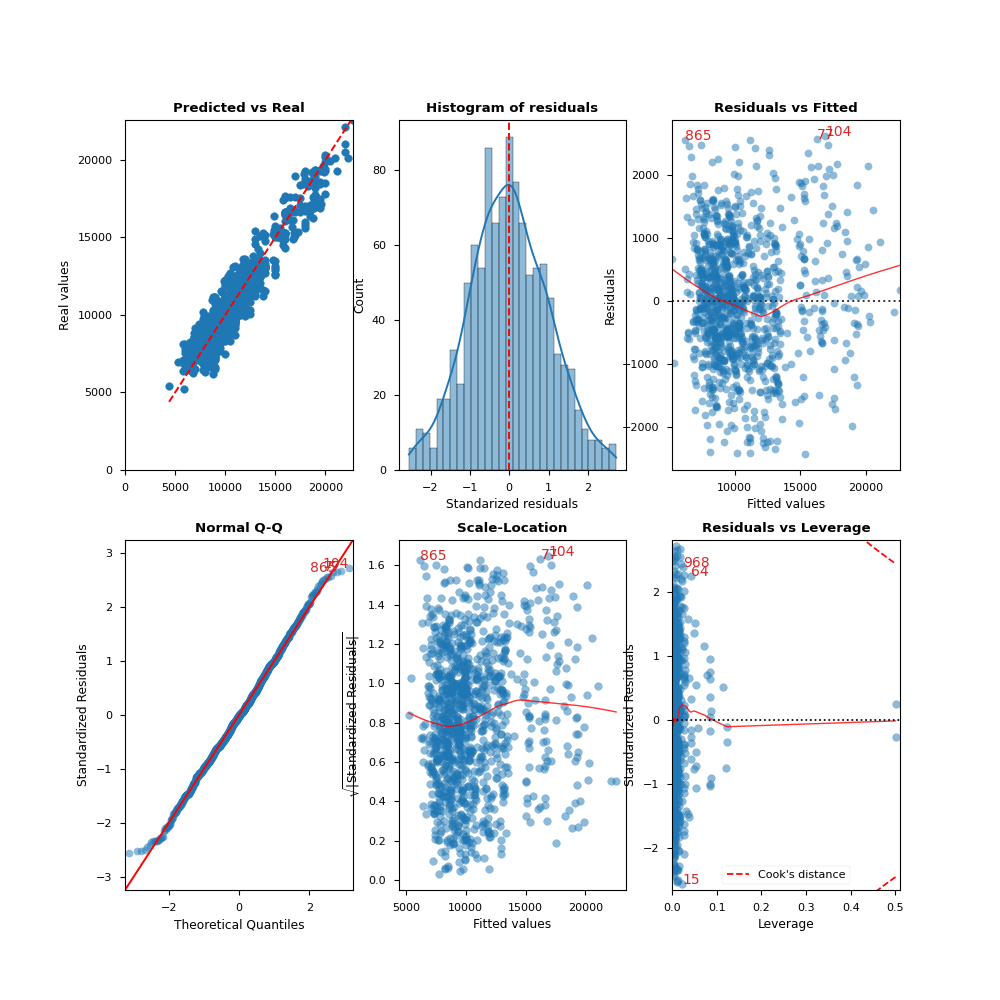 Predicted vs Real
Real values
20000
15000
10000
5000
0
0 5000 10000 15000 20000
Histogram of residuals
Count
80
60
40
20
0
−2 −1 0 1 2
Standarized residuals
Residuals vs Fitted
Residuals
865 77 104
2000
1000
0
−1000
−2000
10000 15000 20000
Fitted values
Normal Q-Q
Standardized Residuals
865 104
3
2
1
0
−1
−2
−3
−2 0 2
Theoretical Quantiles
Scale-Location
√|Standardized Residuals|
865 77 104
1.6
1.4
1.2
1.0
0.8
0.6
0.4
0.2
0.0
5000 10000 15000 20000
Fitted values
Residuals vs Leverage
Standardized Residuals
968
64
15
2
1
0
−1
−2
Cook's distance
0.0 0.1 0.2 0.3 0.4 0.5
Leverage